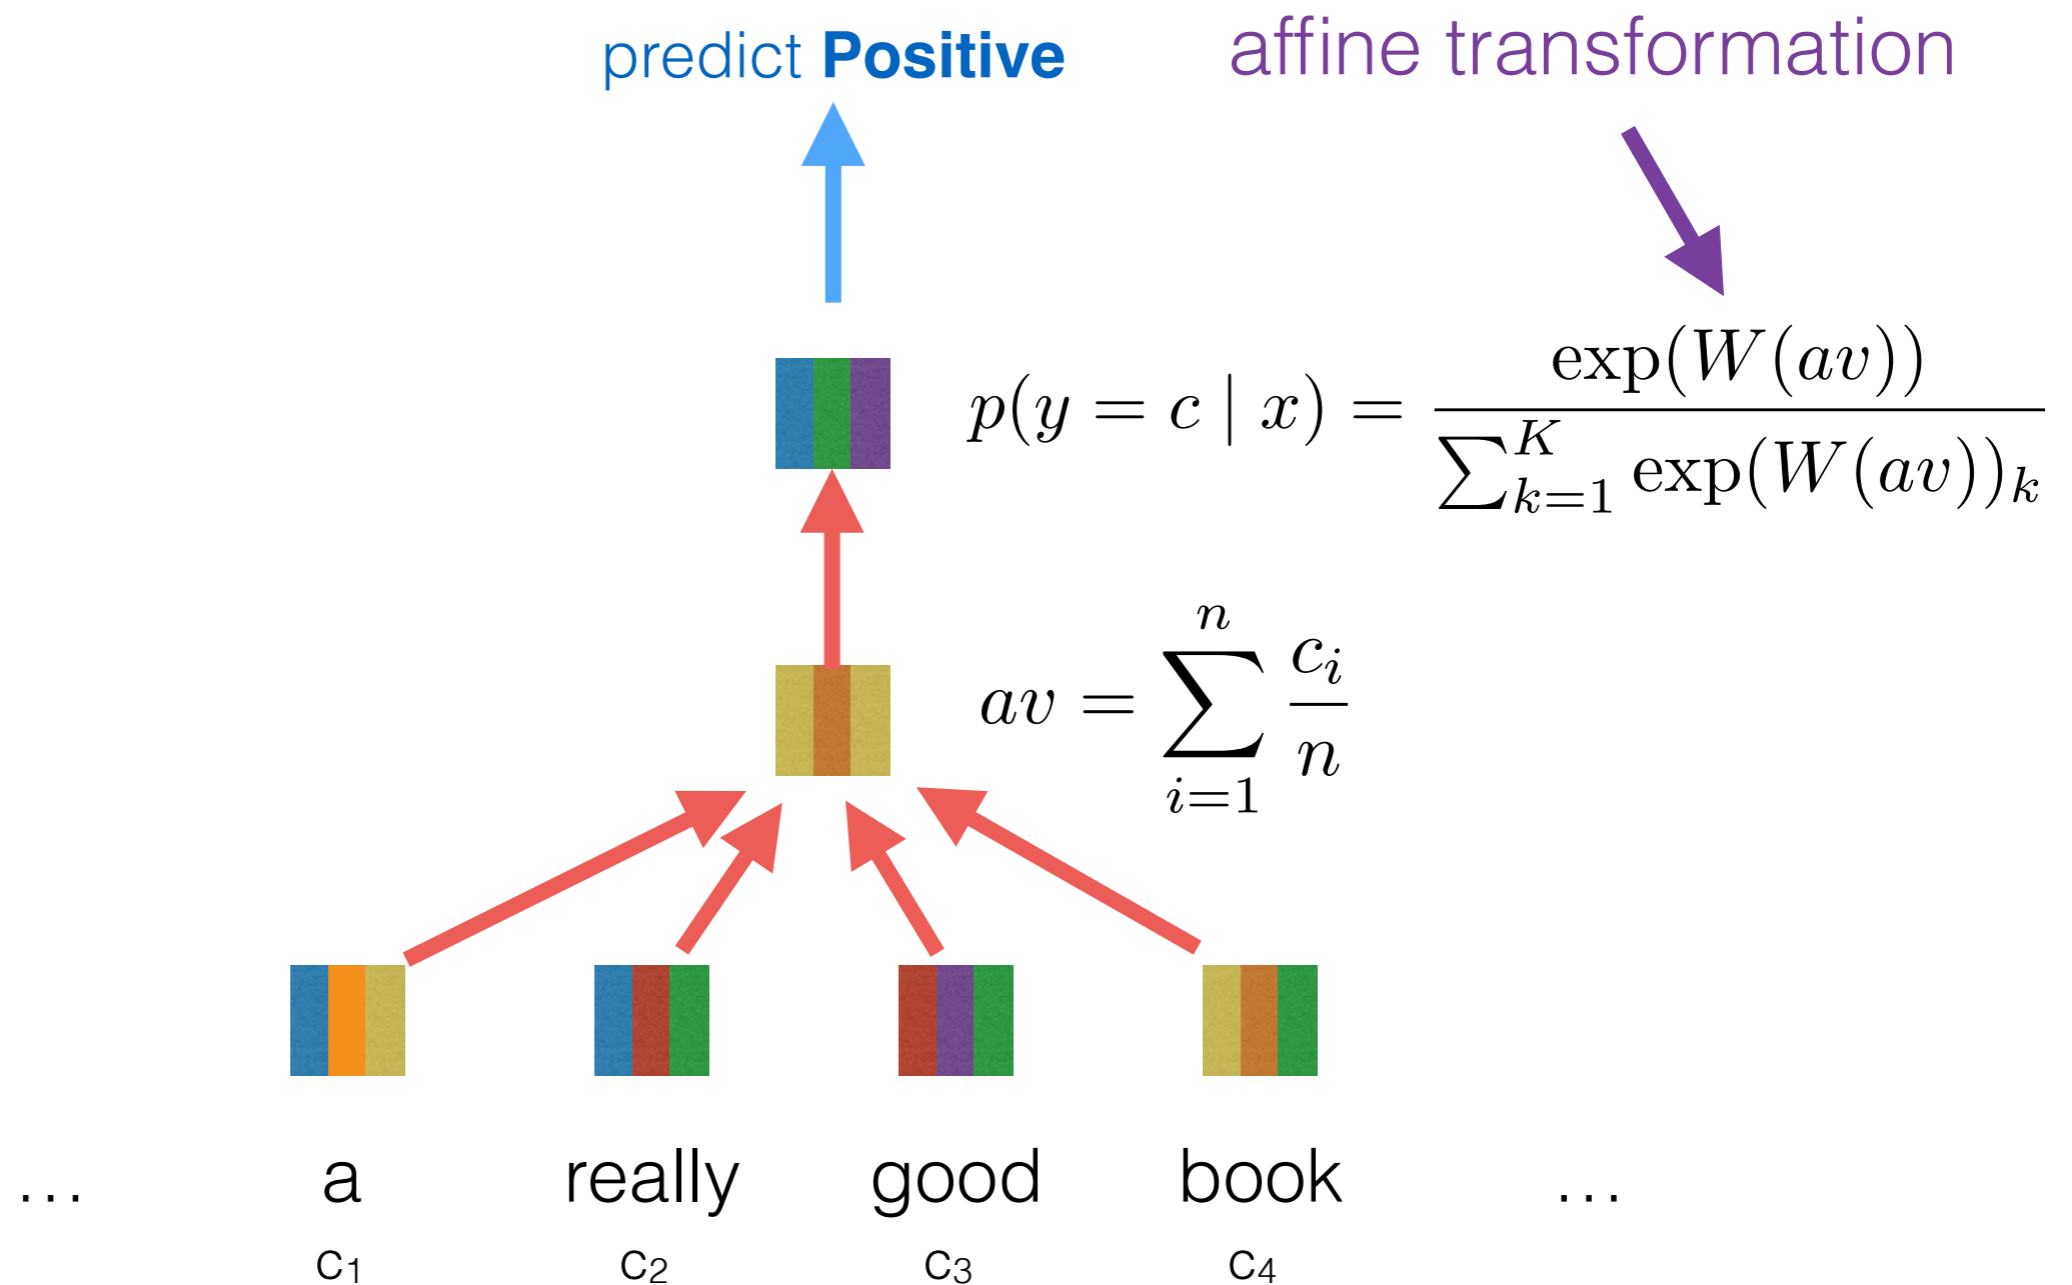 predict Positive
affine transformation
p(y = c | x) = exp(W(av)) / ∑_{k=1}^{K} exp(W(av))_k
av = ∑_{i=1}^{n} c_i / n
... a really good book ...
c₁ c₂ c₃ c₄